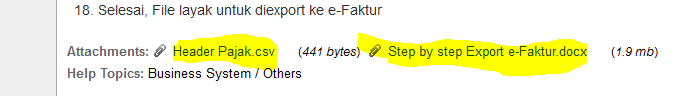 18. Selesai, File layak untuk diexport ke e-Faktur
Attachments: Header Pajak.csv (441 bytes) Step by step Export e-Faktur.docx (1.9 mb)
Help Topics: Business System / Others